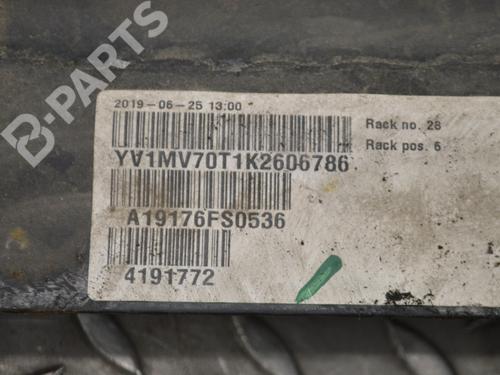 B-PARTS
2019-06-25 13:00
Rack no. 28
Rack pos. 6
YV1MV70T1K2606786
A19176FS0536
4191772